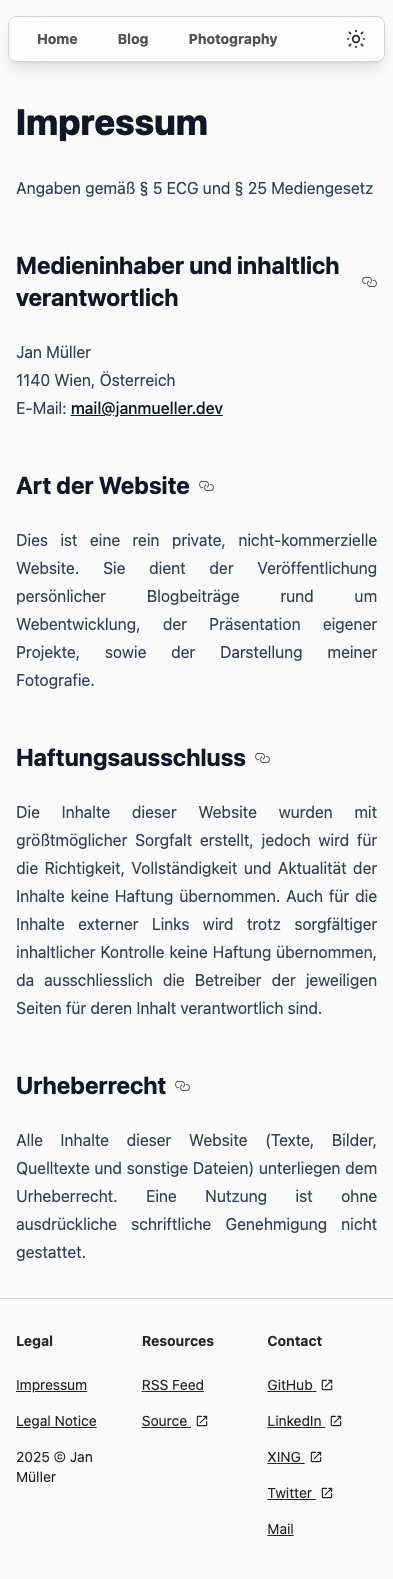 Home Blog Photography
Impressum
Angaben gemäß § 5 ECG und § 25 Mediengesetz
Medieninhaber und inhaltlich
verantwortlich
Jan Müller
1140 Wien, Österreich
E-Mail: mail@janmueller.dev
Art der Website
Dies ist eine rein private, nicht-kommerzielle
Website. Sie dient der Veröffentlichung
persönlicher Blogbeiträge rund um
Webentwicklung, der Präsentation eigener
Projekte, sowie der Darstellung meiner
Fotografie.
Haftungsausschluss
Die Inhalte dieser Website wurden mit
größtmöglicher Sorgfalt erstellt, jedoch wird für
die Richtigkeit, Vollständigkeit und Aktualität der
Inhalte keine Haftung übernommen. Auch für die
Inhalte externer Links wird trotz sorgfältiger
inhaltlicher Kontrolle keine Haftung übernommen,
da ausschliesslich die Betreiber der jeweiligen
Seiten für deren Inhalt verantwortlich sind.
Urheberrecht
Alle Inhalte dieser Website (Texte, Bilder,
Quelltexte und sonstige Dateien) unterliegen dem
Urheberrecht. Eine Nutzung ist ohne
ausdrückliche schriftliche Genehmigung nicht
gestattet.
Legal
Impressum
Legal Notice
2025 © Jan
Müller
Resources
RSS Feed
Source
Contact
GitHub
LinkedIn
XING
Twitter
Mail